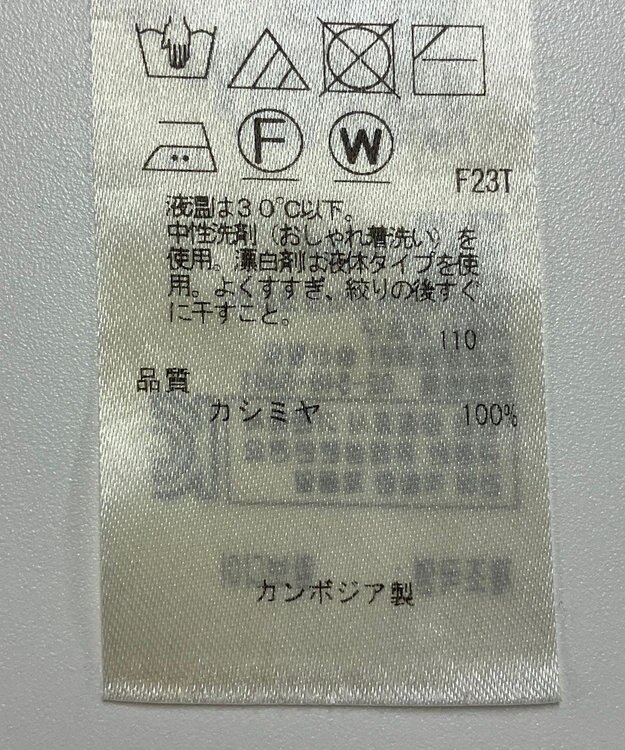 F W
F23T
液温は30℃以下。
中性洗剤（おしゃれ着洗い）を
使用。漂白剤は液体タイプを使
用。よくすすぎ、絞りの後すぐ
に干すこと。
110
品質
カシミヤ 100%
カンボジア製